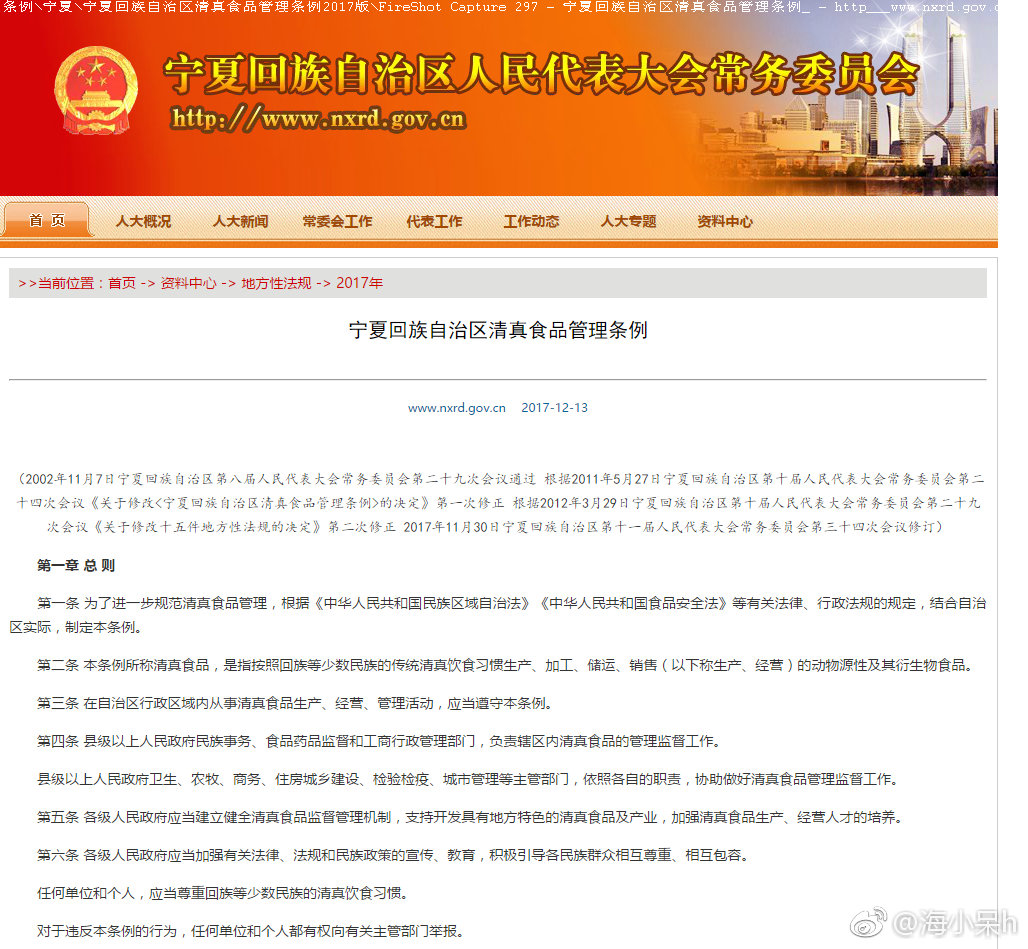 条例\宁夏\宁夏回族自治区清真食品管理条例2017版\FireShot Capture 297 - 宁夏回族自治区清真食品管理条例_ - http___www.nxrd.gov.c
宁夏回族自治区人民代表大会常务委员会
http://www.nxrd.gov.cn
首 页 人大概况 人大新闻 常委会工作 代表工作 工作动态 人大专题 资料中心
>>当前位置：首页 -> 资料中心 -> 地方性法规 -> 2017年
宁夏回族自治区清真食品管理条例
www.nxrd.gov.cn 2017-12-13
（2002年11月7日宁夏回族自治区第八届人民代表大会常务委员会第二十九次会议通过 根据2011年5月27日宁夏回族自治区第十届人民代表大会常务委员会第二
十四次会议《关于修改<宁夏回族自治区清真食品管理条例>的决定》第一次修正 根据2012年3月29日宁夏回族自治区第十届人民代表大会常务委员会第二十九
次会议《关于修改十五件地方性法规的决定》第二次修正 2017年11月30日宁夏回族自治区第十一届人民代表大会常务委员会第三十四次会议修订）
第一章 总 则
第一条 为了进一步规范清真食品管理，根据《中华人民共和国民族区域自治法》《中华人民共和国食品安全法》等有关法律、行政法规的规定，结合自治
区实际，制定本条例。
第二条 本条例所称清真食品，是指按照回族等少数民族的传统清真饮食习惯生产、加工、储运、销售（以下称生产、经营）的动物源性及其衍生物食品。
第三条 在自治区行政区域内从事清真食品生产、经营、管理活动，应当遵守本条例。
第四条 县级以上人民政府民族事务、食品药品监督和工商行政管理部门，负责辖区内清真食品的管理监督工作。
县级以上人民政府卫生、农牧、商务、住房城乡建设、检验检疫、城市管理等主管部门，依照各自的职责，协助做好清真食品管理监督工作。
第五条 各级人民政府应当建立健全清真食品监督管理机制，支持开发具有地方特色的清真食品及产业，加强清真食品生产、经营人才的培养。
第六条 各级人民政府应当加强有关法律、法规和民族政策的宣传、教育，积极引导各民族群众相互尊重、相互包容。
任何单位和个人，应当尊重回族等少数民族的清真饮食习惯。
对于违反本条例的行为，任何单位和个人都有权向有关主管部门举报。
@海小呆h